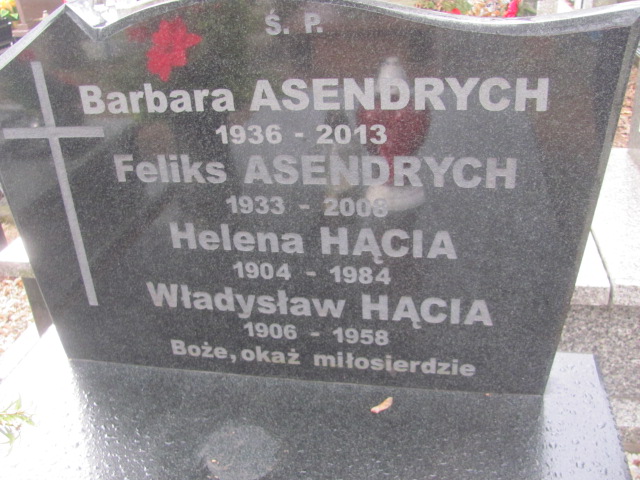 Ś. P.
Barbara ASENDRYCH
1936 - 2013
Feliks ASENDRYCH
1933 - 2008
Helena HĄCIA
1904 - 1984
Władysław HĄCIA
1906 - 1958
Boże, okaż miłosierdzie